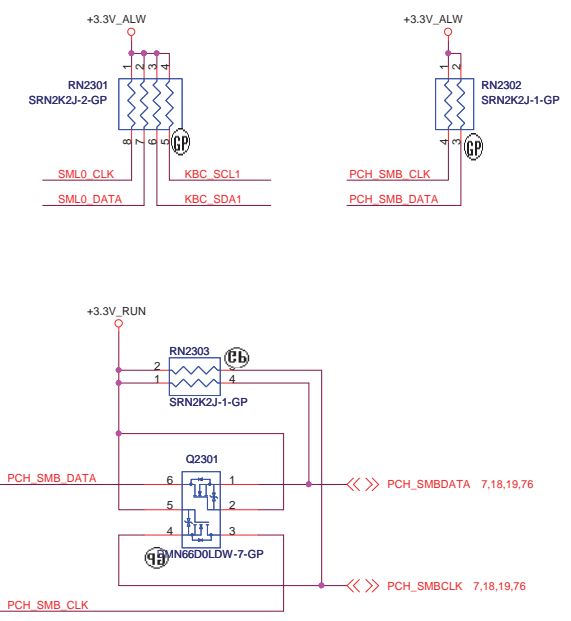 +3.3V_ALW
1 2 3 4
RN2301
SRN2K2J-2-GP
8 7 6 5
GP
SML0_CLK
KBC_SCL1
SML0_DATA
KBC_SDA1
+3.3V_ALW
1 2
RN2302
SRN2K2J-1-GP
4 3
GP
PCH_SMB_CLK
PCH_SMB_DATA
+3.3V_RUN
RN2303
GP
2 3
1 4
SRN2K2J-1-GP
Q2301
PCH_SMB_DATA
6 1
PCH_SMBDATA 7,18,19,76
5 2
4 3
GP
DMN66D0LDW-7-GP
PCH_SMBCLK 7,18,19,76
PCH_SMB_CLK